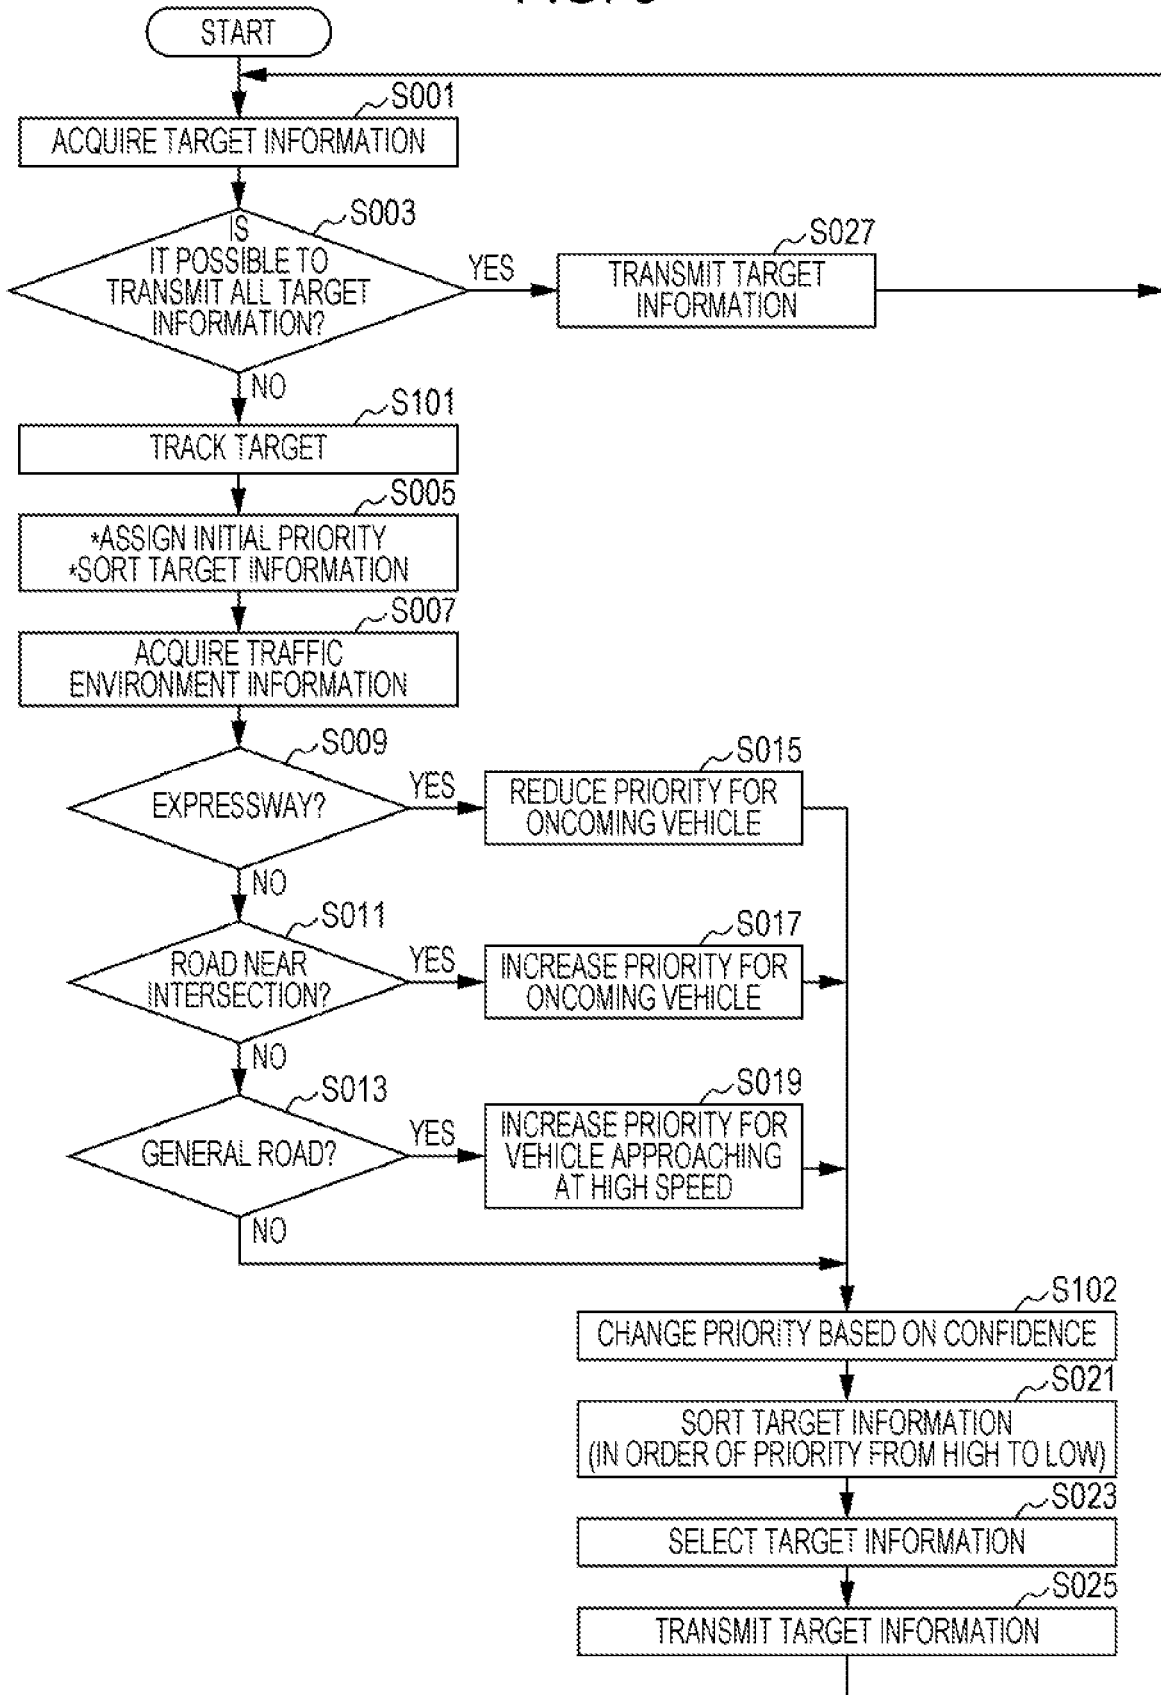 START
S001
ACQUIRE TARGET INFORMATION
S003
IS
IT POSSIBLE TO
TRANSMIT ALL TARGET
INFORMATION?
YES
S027
TRANSMIT TARGET
INFORMATION
NO
S101
TRACK TARGET
S005
*ASSIGN INITIAL PRIORITY
*SORT TARGET INFORMATION
S007
ACQUIRE TRAFFIC
ENVIRONMENT INFORMATION
S009
EXPRESSWAY?
YES
S015
REDUCE PRIORITY FOR
ONCOMING VEHICLE
NO
S011
ROAD NEAR
INTERSECTION?
YES
S017
INCREASE PRIORITY FOR
ONCOMING VEHICLE
NO
S013
GENERAL ROAD?
YES
S019
INCREASE PRIORITY FOR
VEHICLE APPROACHING
AT HIGH SPEED
NO
S102
CHANGE PRIORITY BASED ON CONFIDENCE
S021
SORT TARGET INFORMATION
(IN ORDER OF PRIORITY FROM HIGH TO LOW)
S023
SELECT TARGET INFORMATION
S025
TRANSMIT TARGET INFORMATION